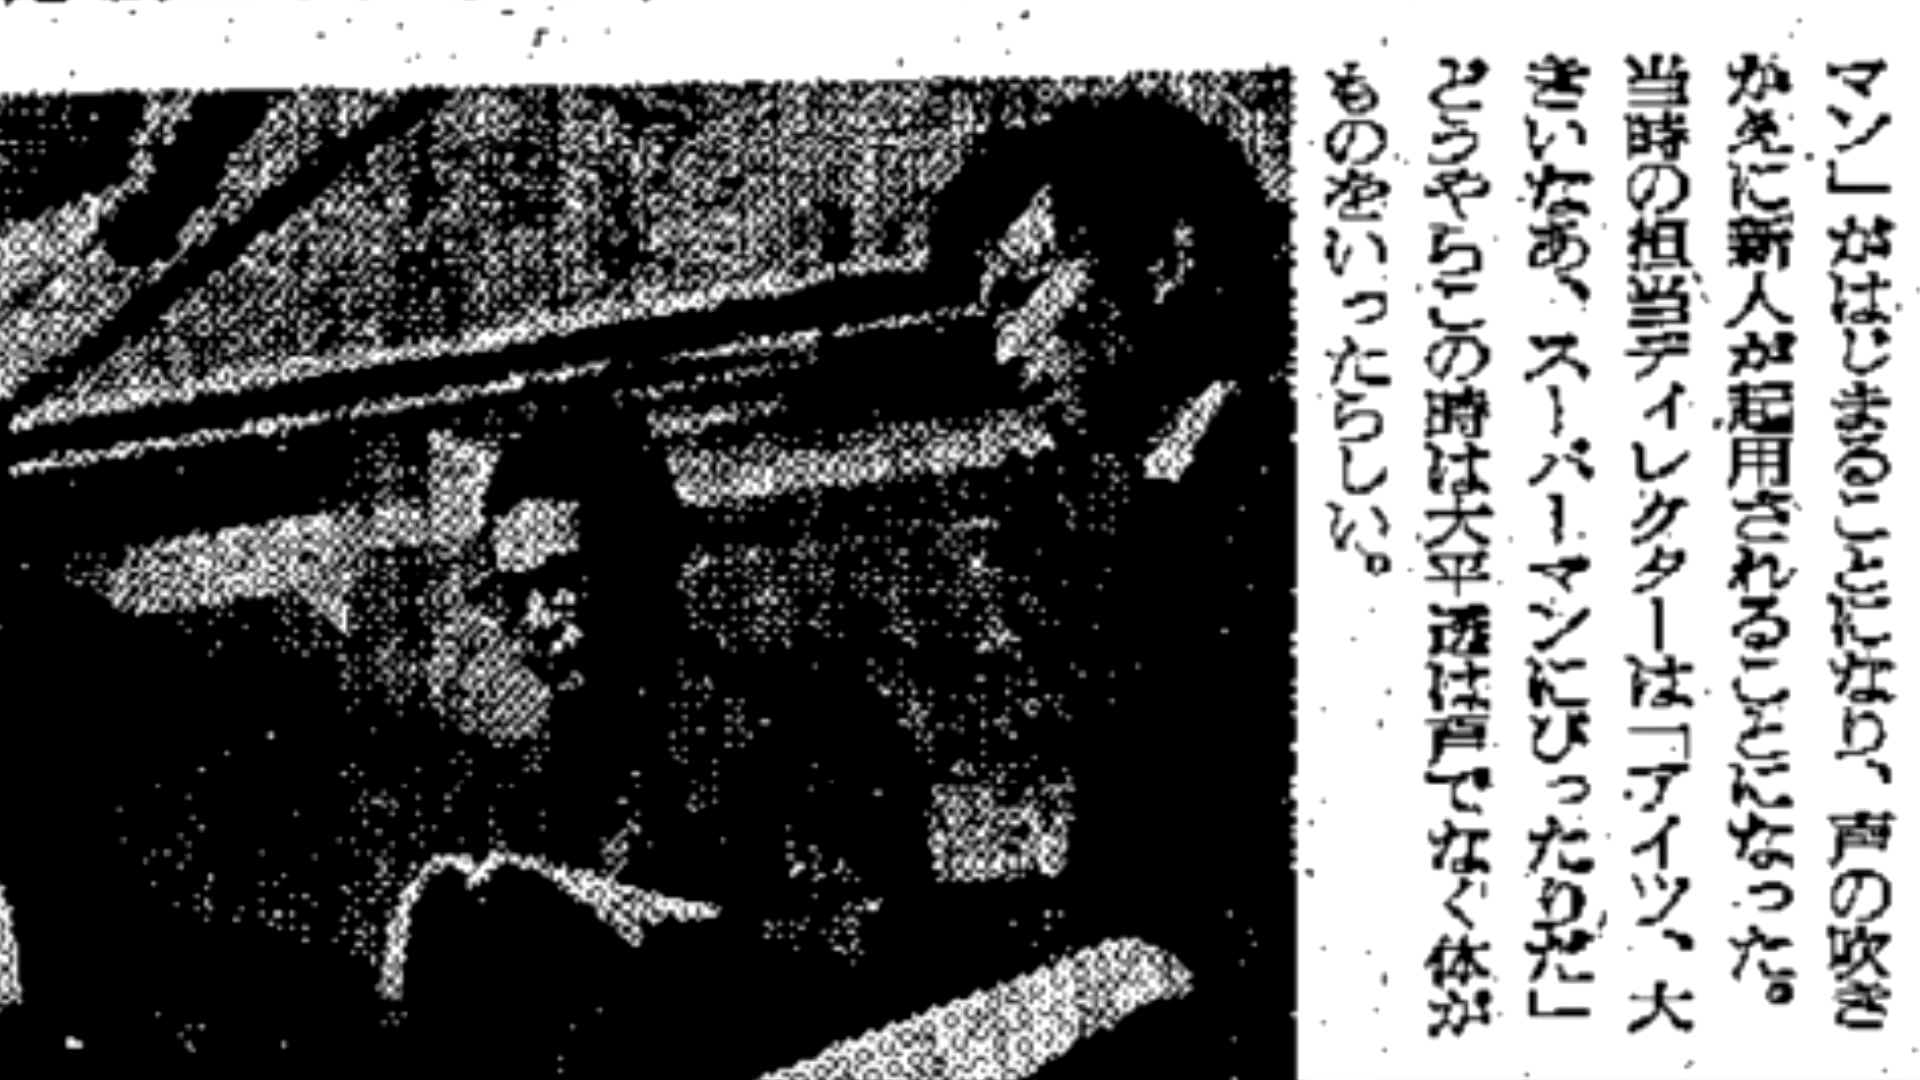 マン」がはじまることになり、声の吹き
かえに新人が起用されることになった。
当時の担当ディレクターは「アイツ、大
きいなあ、スーパーマンにぴったりだ」
どうやらこの時は大平透は声でなく体が
ものをいったらしい。